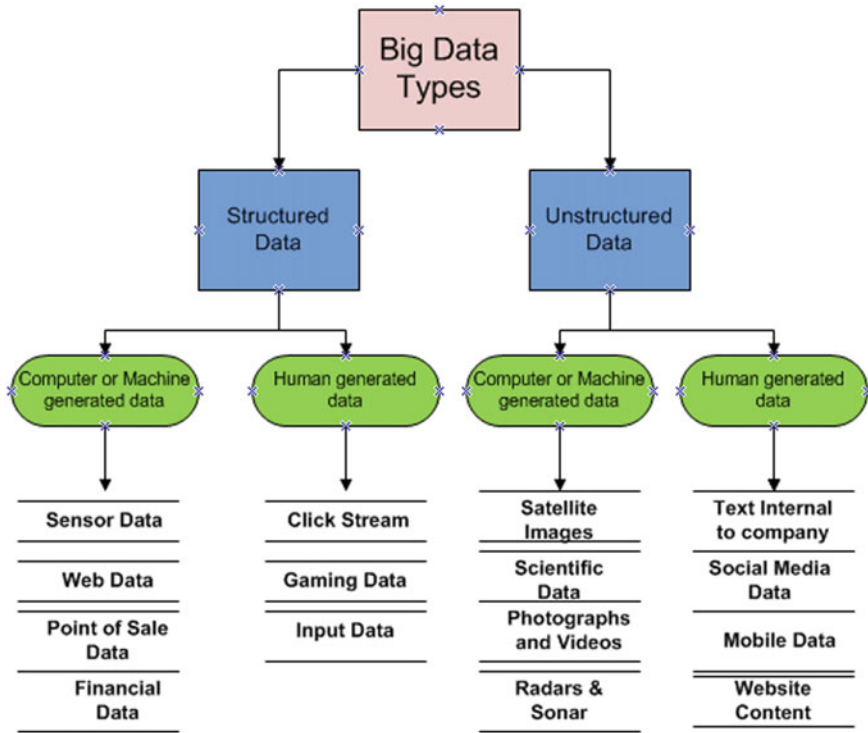 Big Data
Types
Structured
Data
Unstructured
Data
Computer or Machine
generated data
Human generated
data
Computer or Machine
generated data
Human generated
data
Sensor Data
Web Data
Point of Sale
Data
Financial
Data
Click Stream
Gaming Data
Input Data
Satellite
Images
Scientific
Data
Photographs
and Videos
Radars &
Sonar
Text Internal
to company
Social Media
Data
Mobile Data
Website
Content